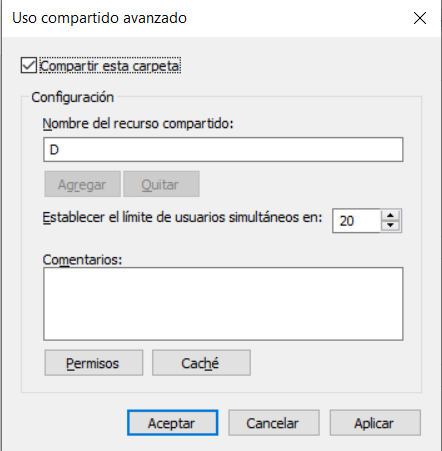 Uso compartido avanzado
Compartir esta carpeta
Configuración
Nombre del recurso compartido:
D
Agregar Quitar
Establecer el límite de usuarios simultáneos en: 20
Comentarios:
Permisos Caché
Aceptar Cancelar Aplicar